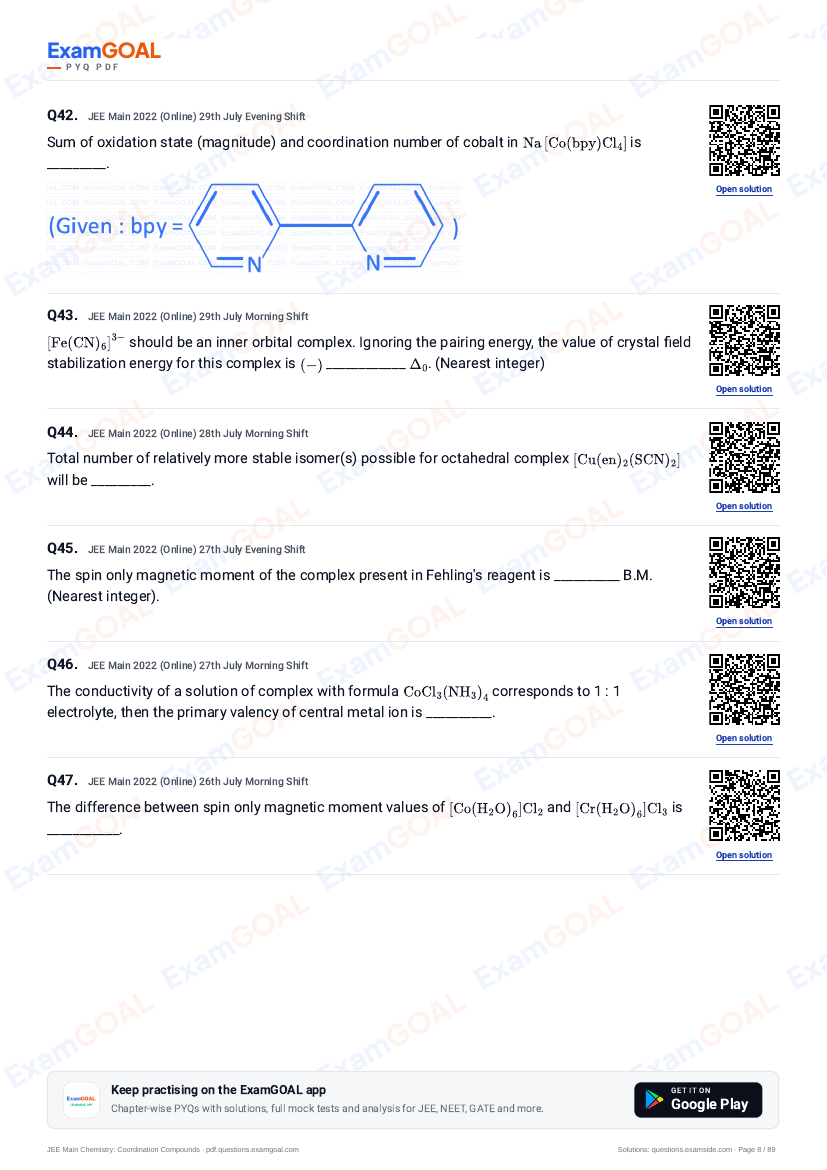 ExamGOAL
PYQ PDF
Q42. JEE Main 2022 (Online) 29th July Evening Shift
Sum of oxidation state (magnitude) and coordination number of cobalt in Na [Co(bpy)Cl₄] is
_________.
Open solution
(Given : bpy = N N )
Q43. JEE Main 2022 (Online) 29th July Morning Shift
[Fe(CN)₆]³⁻ should be an inner orbital complex. Ignoring the pairing energy, the value of crystal field
stabilization energy for this complex is (−) ____________ Δ₀. (Nearest integer)
Open solution
Q44. JEE Main 2022 (Online) 28th July Morning Shift
Total number of relatively more stable isomer(s) possible for octahedral complex [Cu(en)₂(SCN)₂]
will be _________.
Open solution
Q45. JEE Main 2022 (Online) 27th July Evening Shift
The spin only magnetic moment of the complex present in Fehling's reagent is __________ B.M.
(Nearest integer).
Open solution
Q46. JEE Main 2022 (Online) 27th July Morning Shift
The conductivity of a solution of complex with formula CoCl₃(NH₃)₄ corresponds to 1 : 1
electrolyte, then the primary valency of central metal ion is __________.
Open solution
Q47. JEE Main 2022 (Online) 26th July Morning Shift
The difference between spin only magnetic moment values of [Co(H₂O)₆]Cl₂ and [Cr(H₂O)₆]Cl₃ is
___________.
Open solution
ExamGOAL
Keep practising on the ExamGOAL app
Chapter-wise PYQs with solutions, full mock tests and analysis for JEE, NEET, GATE and more.
GET IT ON
Google Play
JEE Main Chemistry: Coordination Compounds · pdf.questions.examgoal.com
Solutions: questions.examside.com · Page 8 / 89